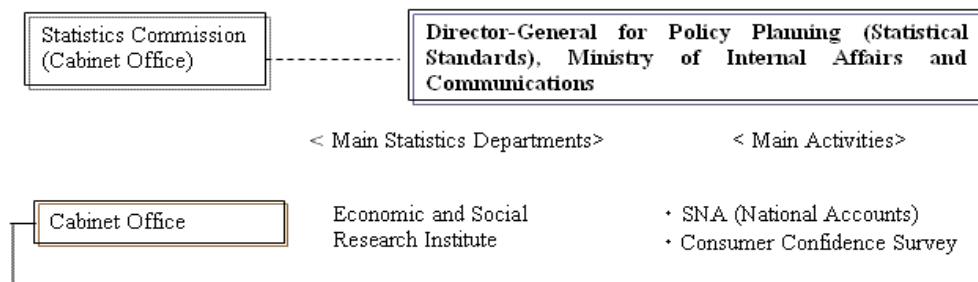 Statistics Commission
(Cabinet Office)
Director-General for Policy Planning (Statistical
Standards), Ministry of Internal Affairs and
Communications
< Main Statistics Departments>
< Main Activities>
Cabinet Office
Economic and Social
Research Institute
・ SNA (National Accounts)
・ Consumer Confidence Survey